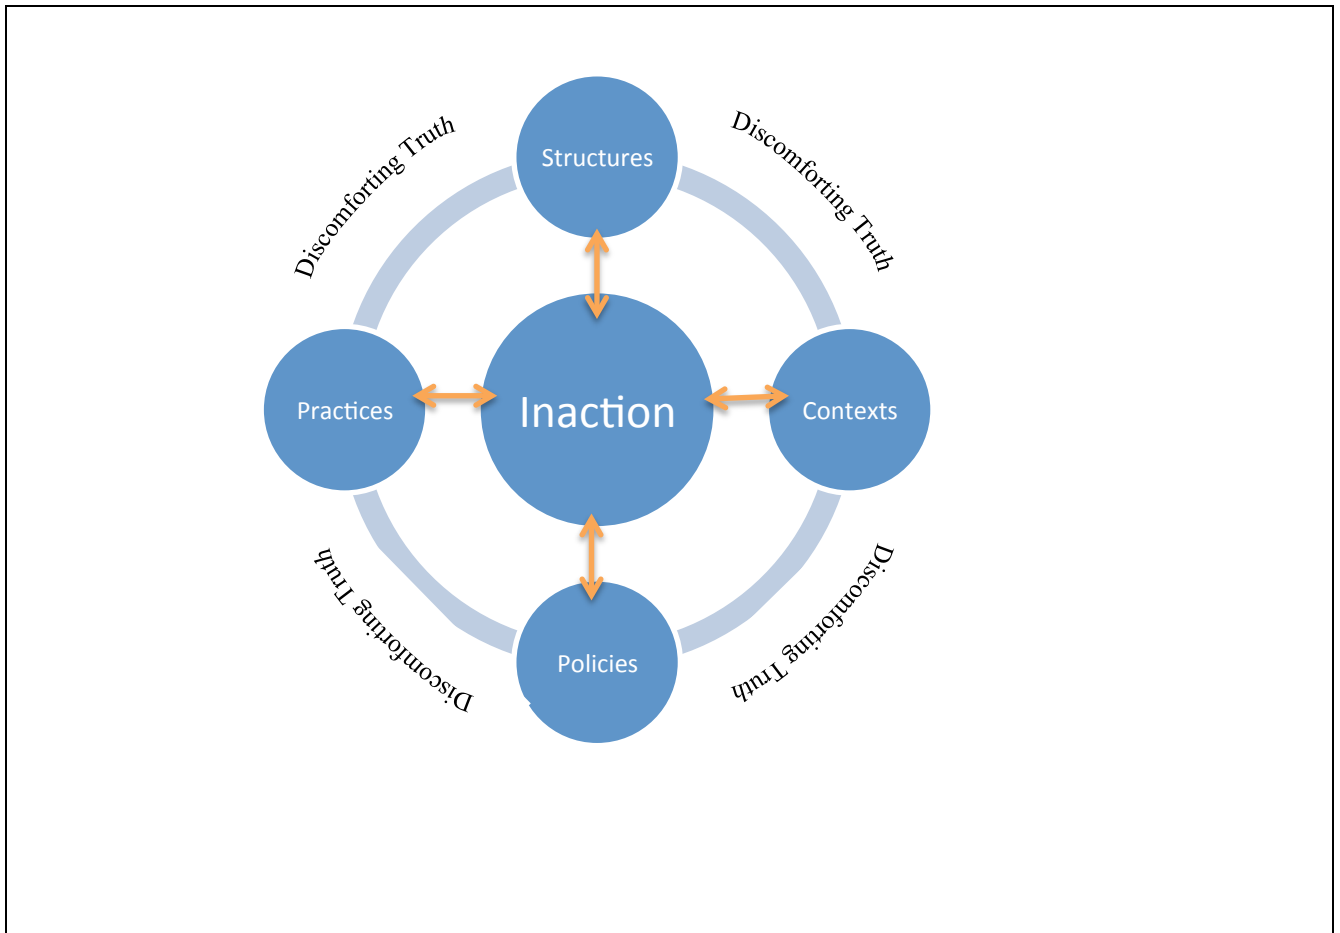 Discomforting Truth
Discomforting Truth
Structures
Practices
Inaction
Contexts
Discomforting Truth
Discomforting Truth
Policies